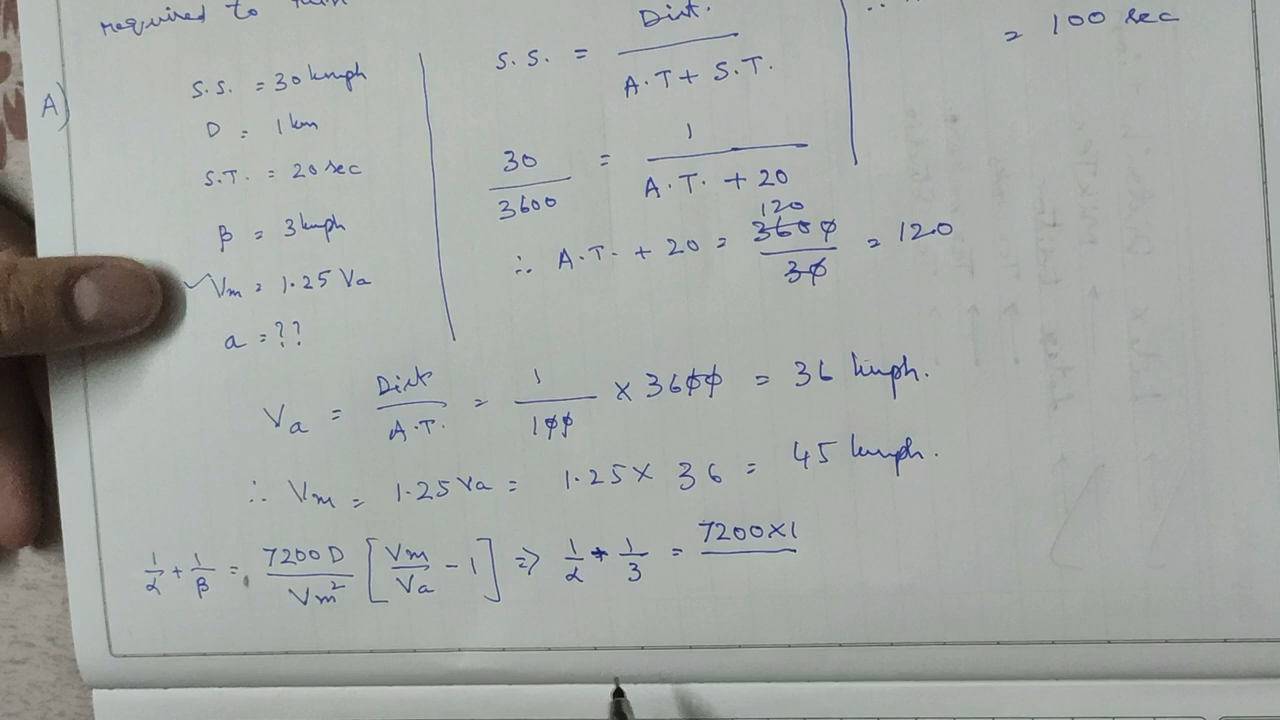 required to
A)
S.S. = 30 kmph
D = 1 km
S.T. = 20 sec
β = 3 kmph
Vm = 1.25 Va
a = ??
S.S. = Dist. / A.T + S.T.
30 / 3600 = 1 / A.T. + 20
∴ A.T. + 20 = 3600 / 30 = 120
120
= 100 sec
Va = Dist / A.T. = 1 / 100 × 3600 = 36 kmph.
∴ Vm = 1.25 Va = 1.25 × 36 = 45 kmph.
1/α + 1/β = 7200 D / Vm² [Vm/Va - 1] ⇒ 1/α + 1/3 = 7200×1